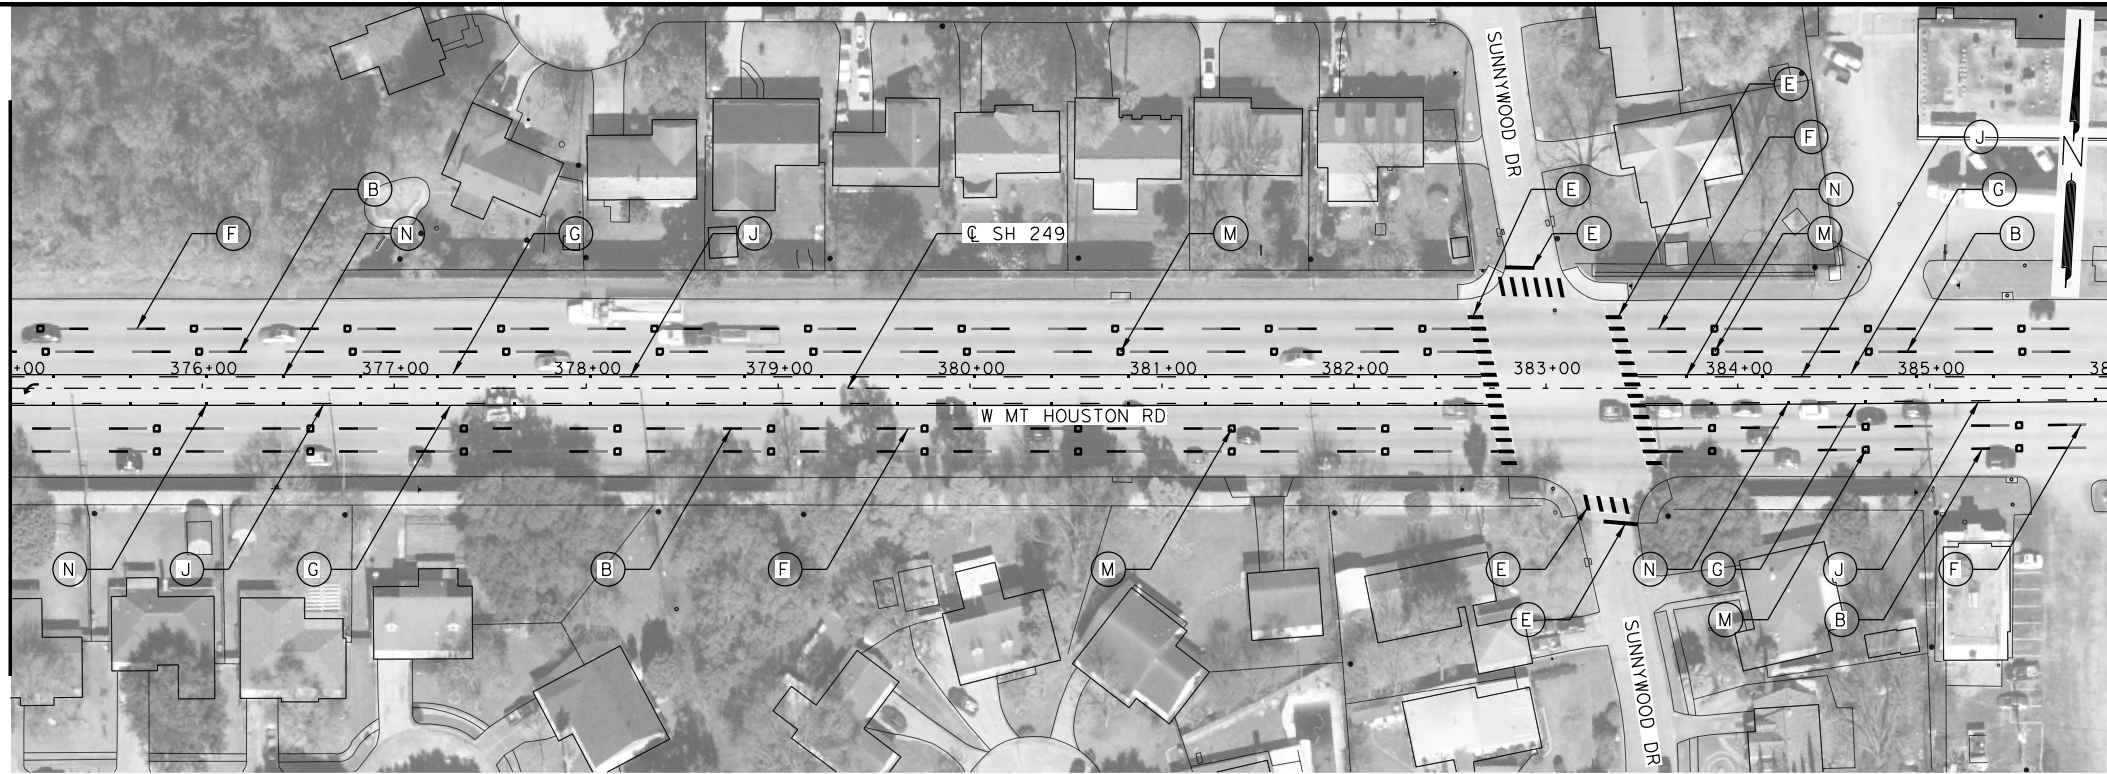 SUNNYWOOD DR
E
F
J
B
E
N
G
F
N
G
℄ SH 249
J
M
E
M
B
N
+00
376+00
377+00
378+00
379+00
380+00
381+00
382+00
383+00
384+00
385+00
38
W MT HOUSTON RD
N
J
G
B
F
M
E
N
G
J
F
E
M
B
SUNNYWOOD DR